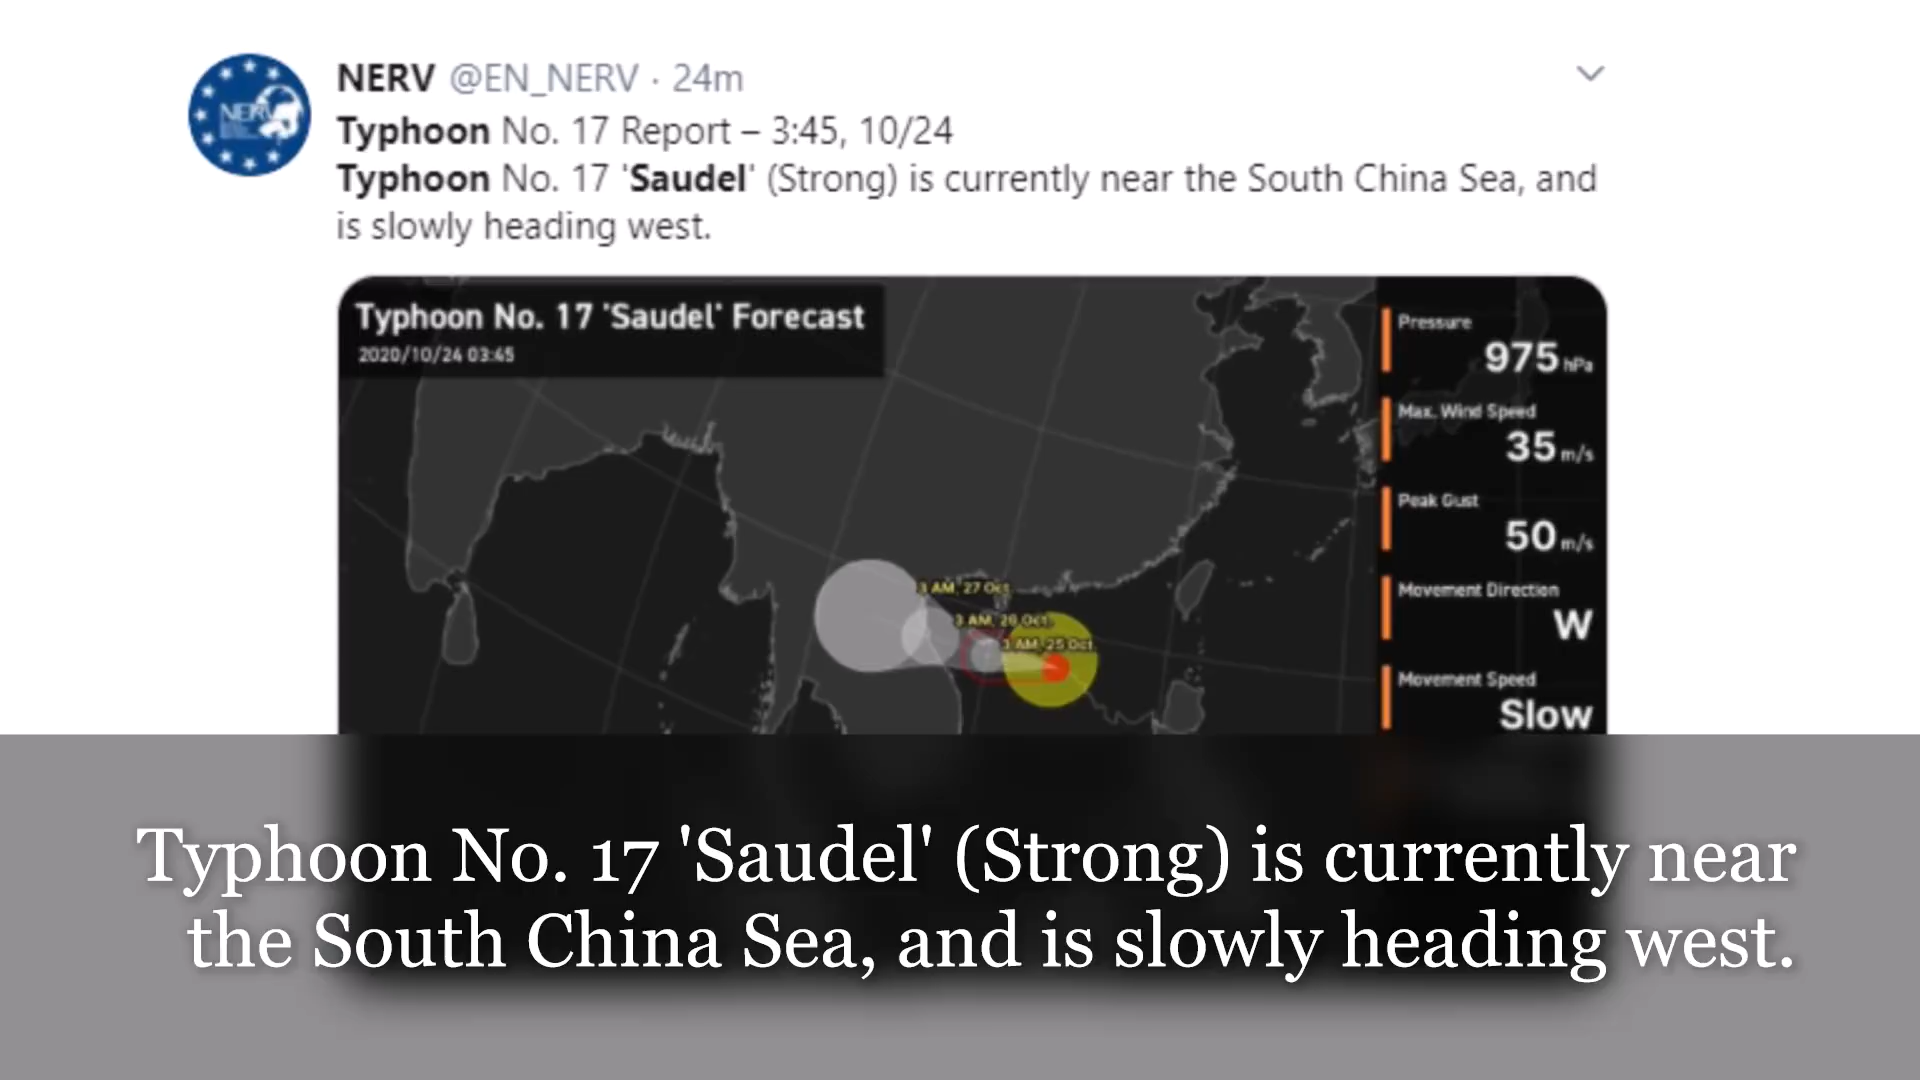 NERV @EN_NERV · 24m
Typhoon No. 17 Report – 3:45, 10/24
Typhoon No. 17 'Saudel' (Strong) is currently near the South China Sea, and
is slowly heading west.
NERV
Typhoon No. 17 'Saudel' Forecast
2020/10/24 03:45
Pressure
975 hPa
Max. Wind Speed
35 m/s
Peak Gust
50 m/s
Movement Direction
W
Movement Speed
Slow
3 AM, 27 Oct
3 AM, 26 Oct
3 AM, 25 Oct
Typhoon No. 17 'Saudel' (Strong) is currently near
the South China Sea, and is slowly heading west.